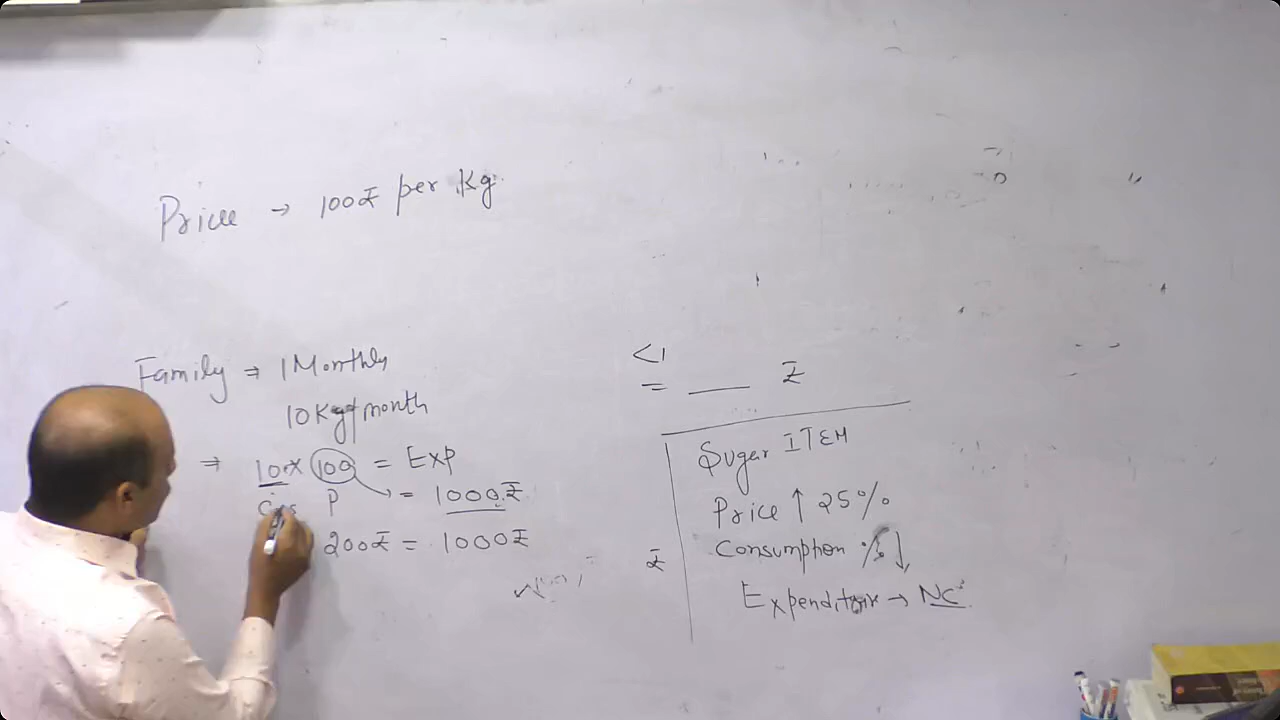 Price → 100₹ per Kg.
Family ⇒ 1 Monthly
10 Kg/month
⇒ 10 × 100 = Exp
Cons P = 1000₹
200₹ = 1000₹
<1
= ___ ₹
Sugar ITEM
Price ↑ 25%
Consumption % ↓
₹
Expenditure → NC